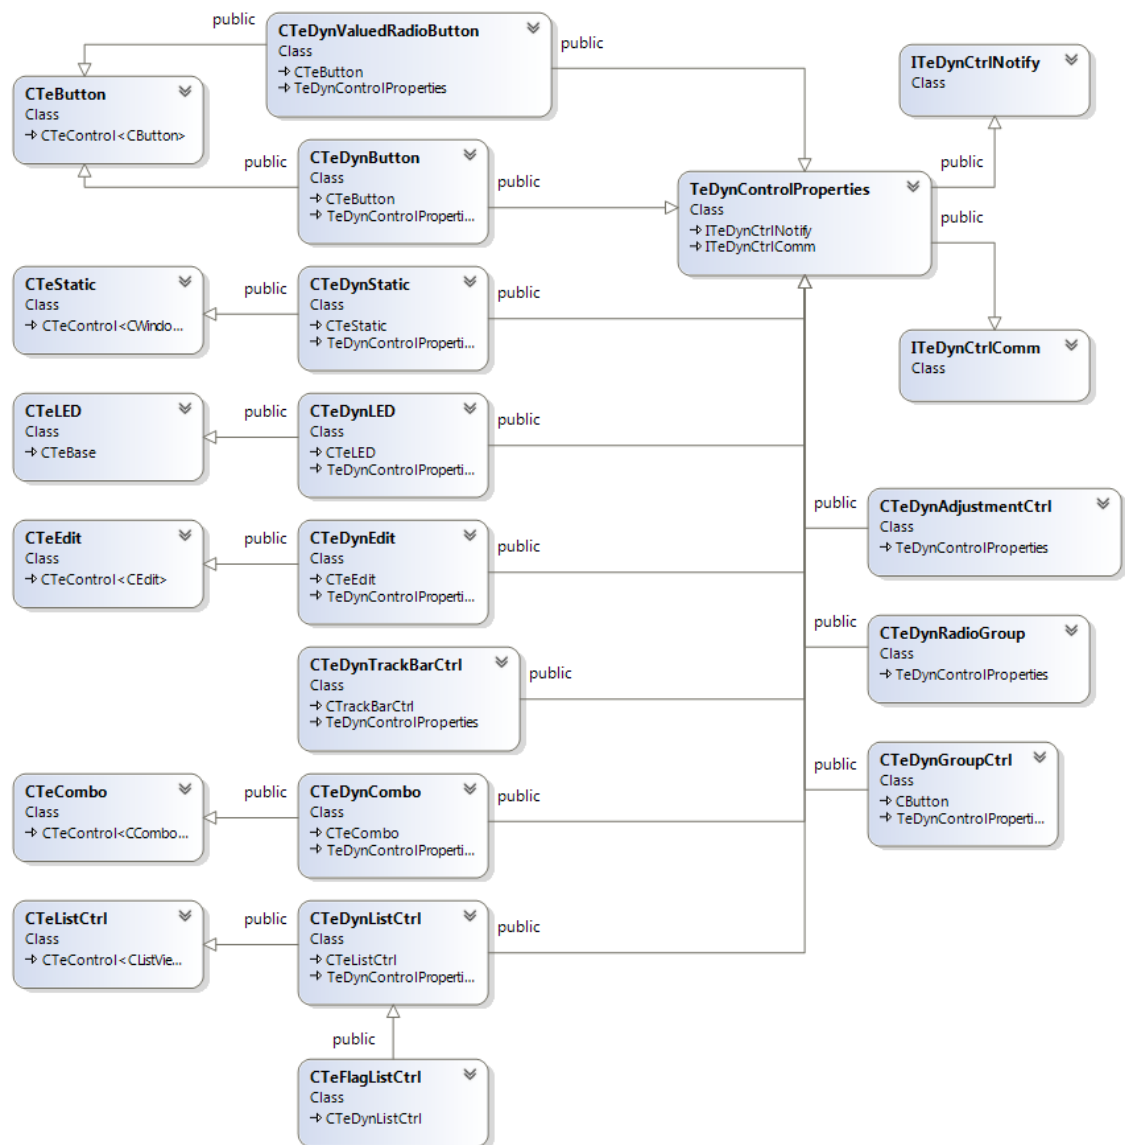 public
CTeDynValuedRadioButton
Class
CTeButton
TeDynControlProperties
public
ITeDynCtrlNotify
Class
CTeButton
Class
CTeControl<CButton>
public
CTeDynButton
Class
CTeButton
TeDynControlProperti...
public
TeDynControlProperties
Class
ITeDynCtrlNotify
ITeDynCtrlComm
public
public
CTeStatic
Class
CTeControl<CWindo...
public
CTeDynStatic
Class
CTeStatic
TeDynControlProperti...
public
ITeDynCtrlComm
Class
CTeLED
Class
CTeBase
public
CTeDynLED
Class
CTeLED
TeDynControlProperti...
public
public
CTeDynAdjustmentCtrl
Class
TeDynControlProperties
CTeEdit
Class
CTeControl<CEdit>
public
CTeDynEdit
Class
CTeEdit
TeDynControlProperti...
public
public
CTeDynRadioGroup
Class
TeDynControlProperties
CTeDynTrackBarCtrl
Class
CTrackBarCtrl
TeDynControlProperties
public
public
CTeDynGroupCtrl
Class
CButton
TeDynControlProperti...
CTeCombo
Class
CTeControl<CCombo...
public
CTeDynCombo
Class
CTeCombo
TeDynControlProperti...
public
CTeListCtrl
Class
CTeControl<CListVie...
public
CTeDynListCtrl
Class
CTeListCtrl
TeDynControlProperti...
public
public
CTeFlagListCtrl
Class
CTeDynListCtrl